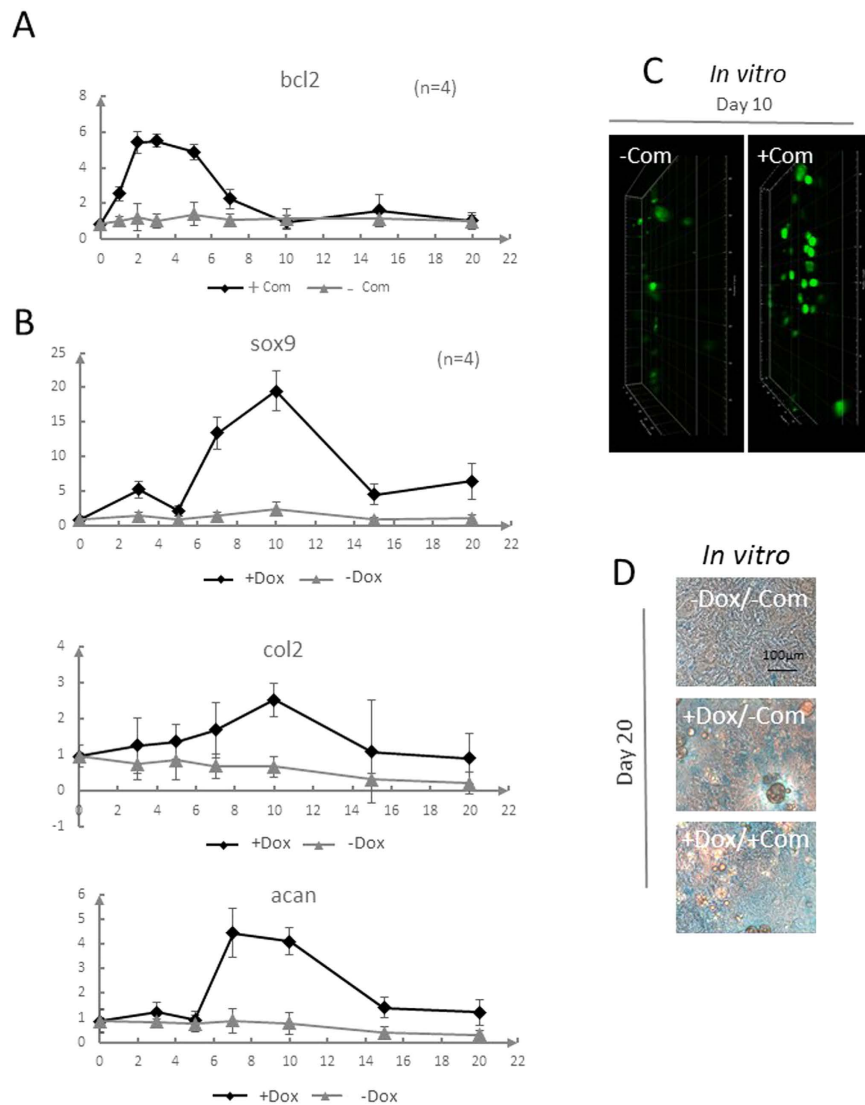 A
bcl2
(n=4)
8
6
4
2
0
0 2 4 6 8 10 12 14 16 18 20 22
+ Com – Com
B
sox9
(n=4)
25
20
15
10
5
0
0 2 4 6 8 10 12 14 16 18 20 22
+Dox -Dox
col2
4
3
2
1
0
-1
0 2 4 6 8 10 12 14 16 18 20 22
+Dox -Dox
acan
6
5
4
3
2
1
0
0 2 4 6 8 10 12 14 16 18 20 22
+Dox -Dox
C
In vitro
Day 10
-Com +Com
D
In vitro
Day 20
-Dox/-Com
100µm
+Dox/-Com
+Dox/+Com